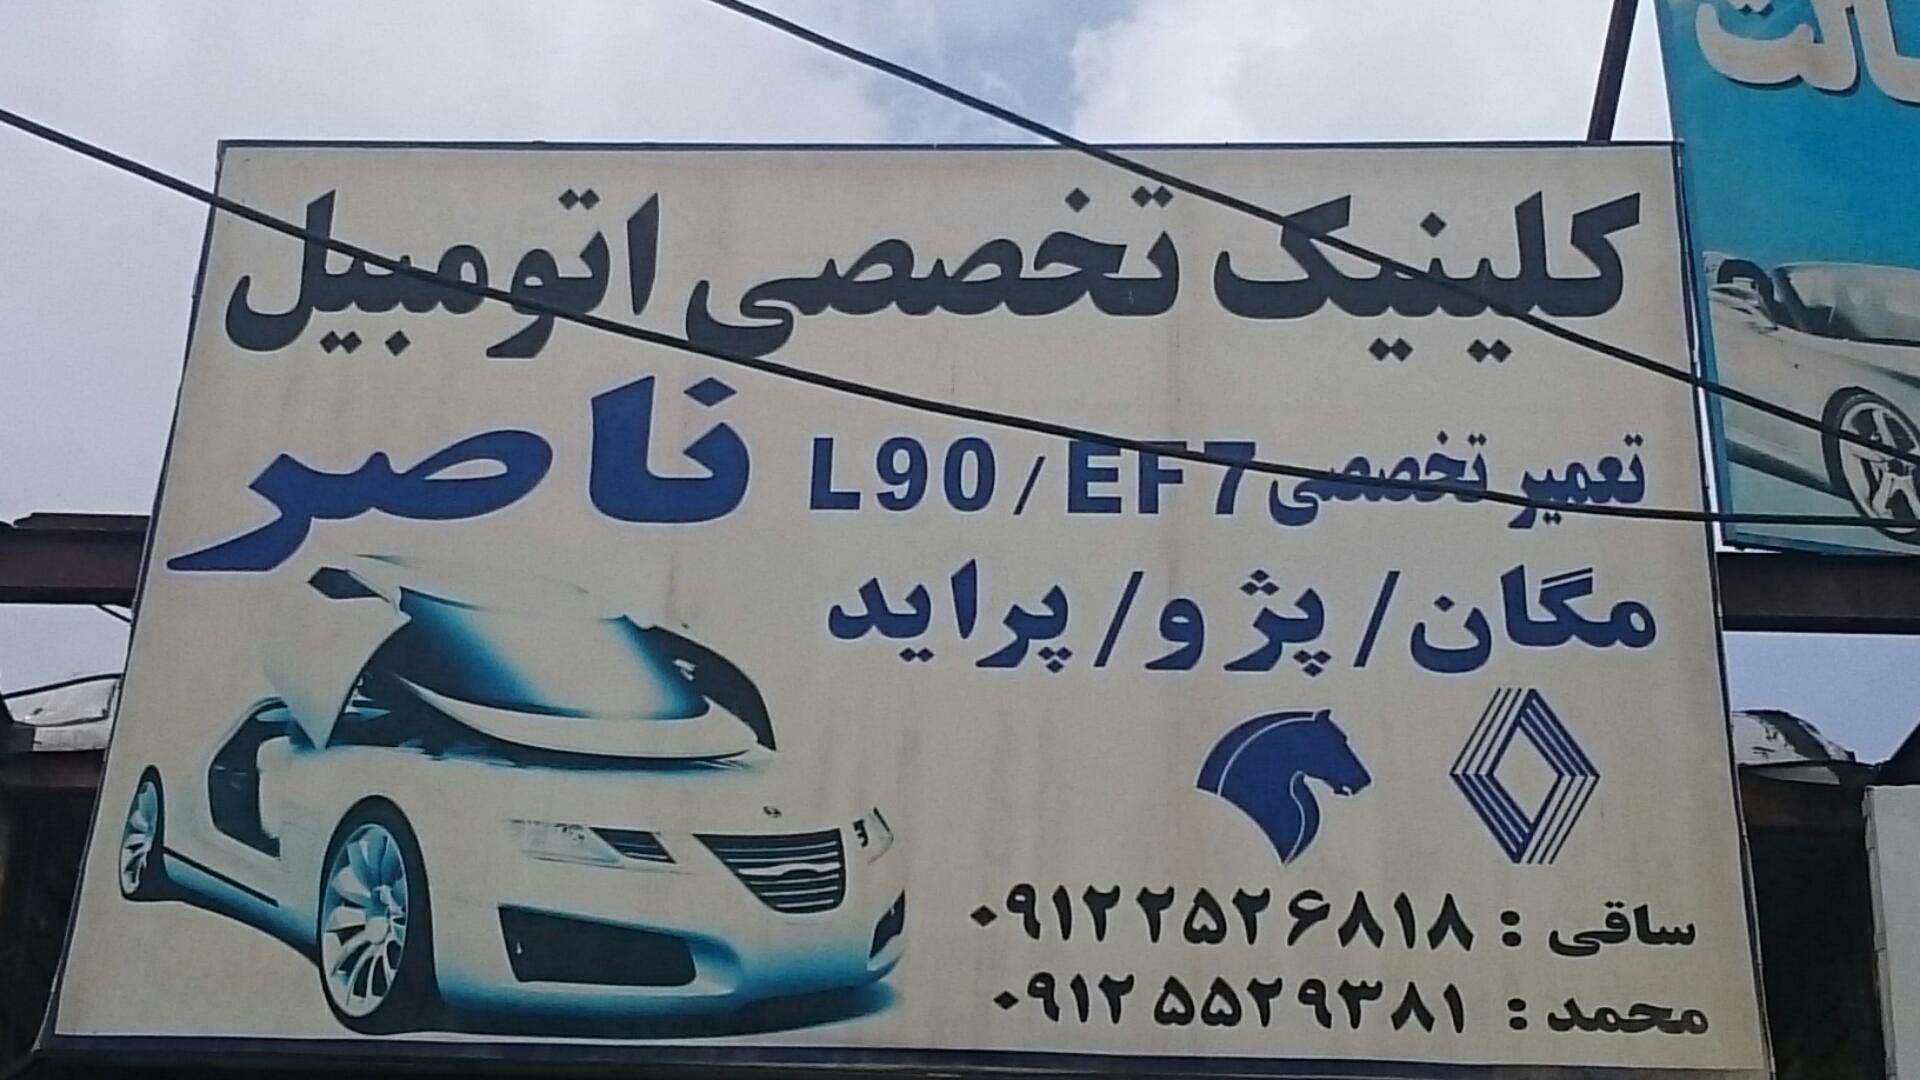 کلینیک تخصصی اتومبیل
ناصر
تعمیر تخصصی L90/EF7
مگان/پژو/پراید
ساقی : ۰۹۱۲۲۵۲۶۸۱۸
محمد : ۰۹۱۲۵۵۲۹۳۸۱